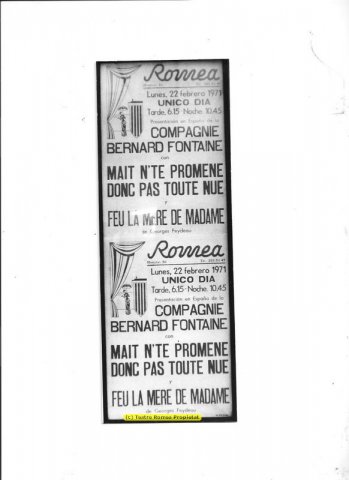 Romea
Lunes, 22 febrero 1971
UNICO DIA
Tarde, 6.15 Noche. 10.45
Presentación en España de la
COMPAGNIE
BERNARD FONTAINE
con
MAIT N'TE PROMENE
DONC PAS TOUTE NUE
y
FEU LA MERE DE MADAME
de Georges Feydeau
Romea
Lunes, 22 febrero 1971
UNICO DIA
Tarde, 6.15 - Noche. 10.45
Presentación en España de la
COMPAGNIE
BERNARD FONTAINE
con
MAIT N'TE PROMENE
DONC PAS TOUTE NUE
y
FEU LA MERE DE MADAME
de Georges Feydeau
(c) Teatre Romea Propietat